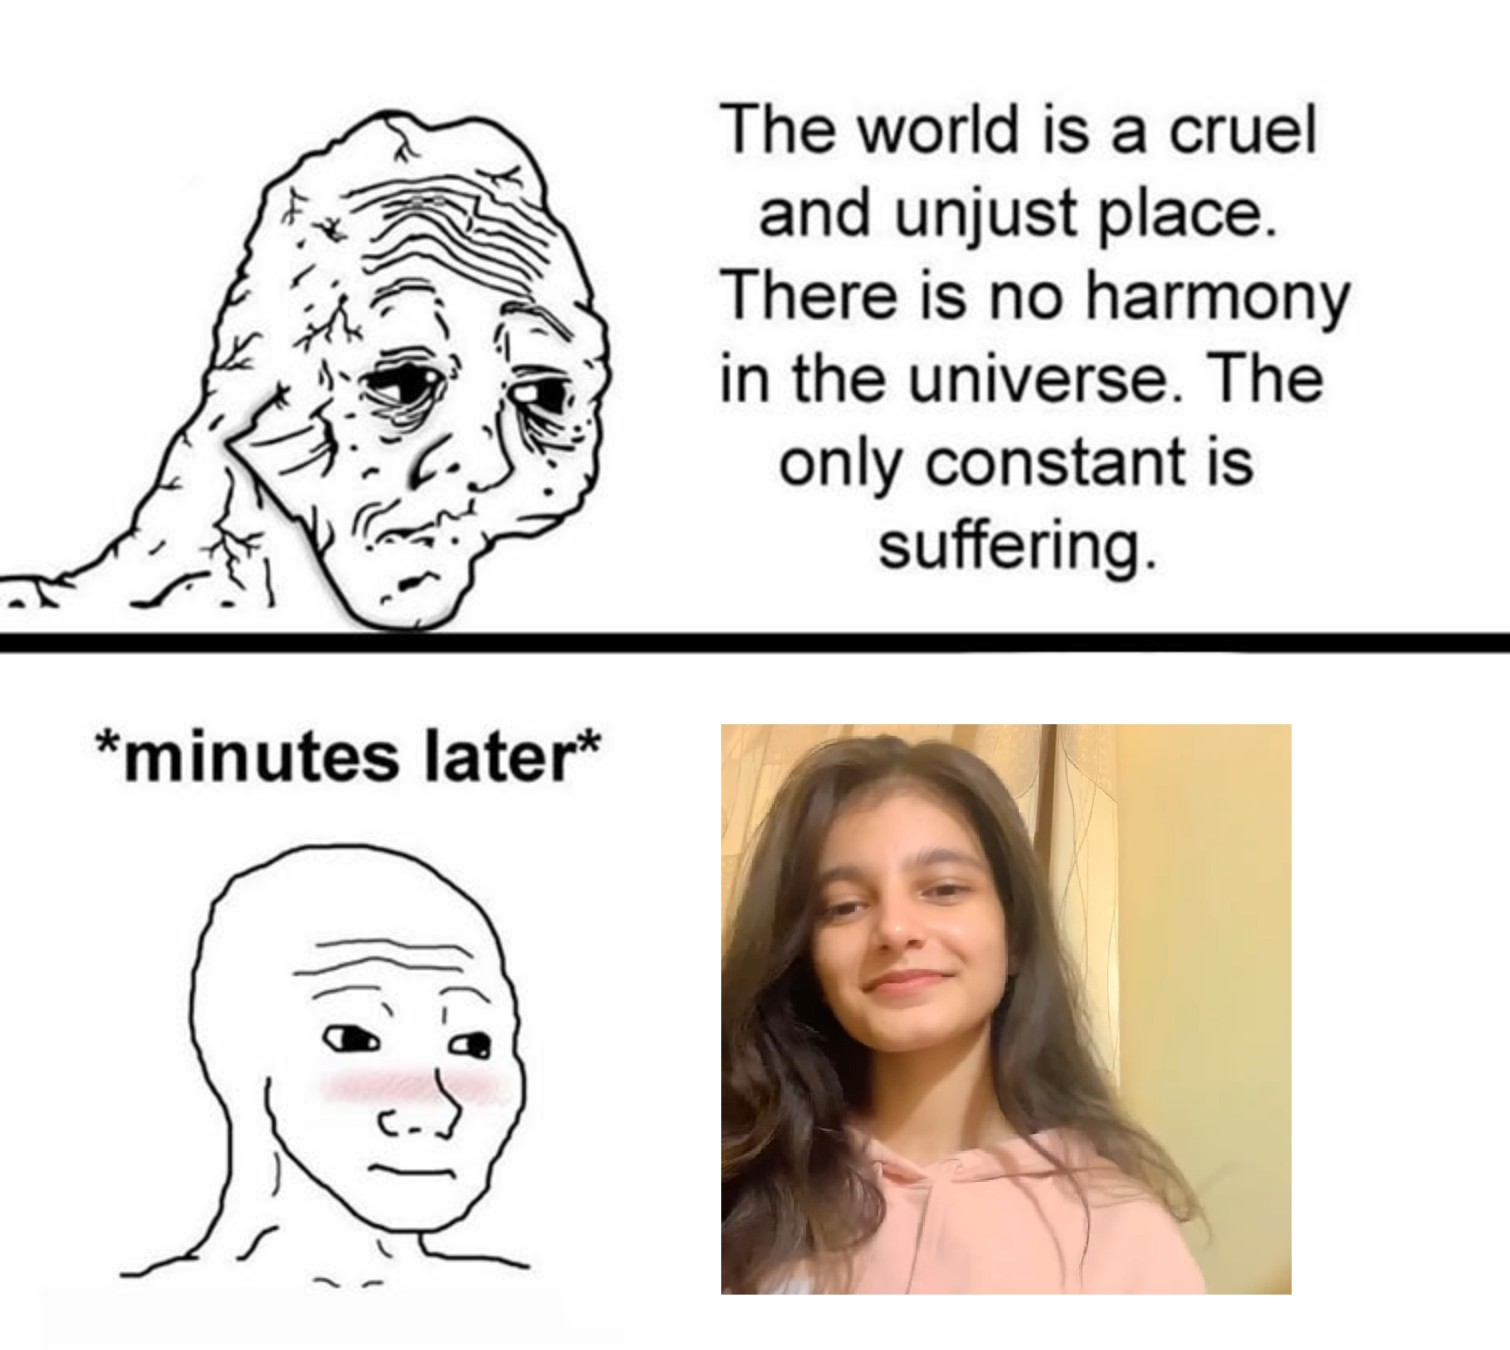 The world is a cruel
and unjust place.
There is no harmony
in the universe. The
only constant is
suffering.
*minutes later*